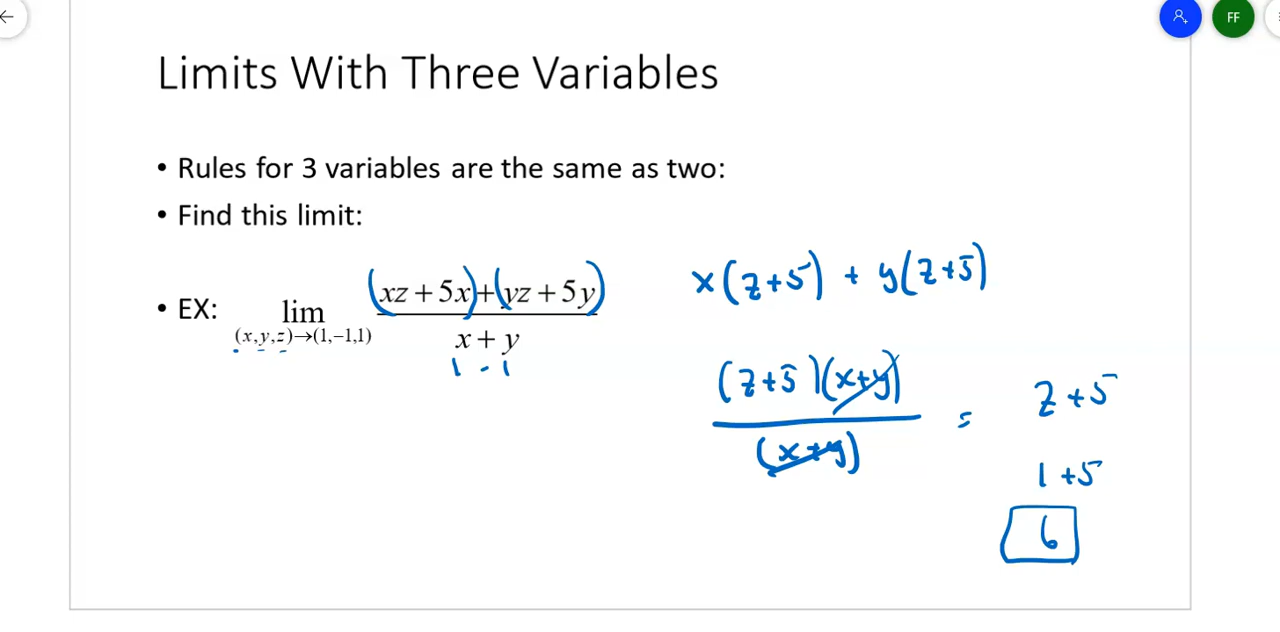 FF
Limits With Three Variables
• Rules for 3 variables are the same as two:
• Find this limit:
x(z+5) + y(z+5)
• EX: lim (xz + 5x)+(yz + 5y)
(x,y,z)→(1,−1,1) x + y
1 - 1
(z+5)(x+y) = z+5
(x+y)
1+5
6